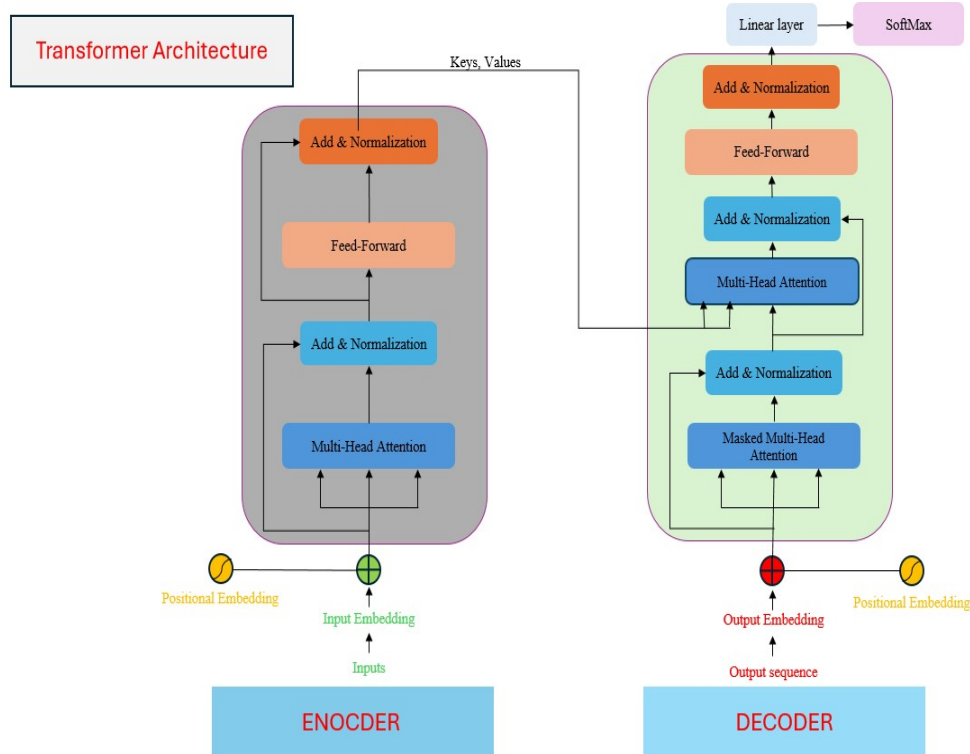 Transformer Architecture
Keys, Values
Add & Normalization
Feed-Forward
Add & Normalization
Multi-Head Attention
Positional Embedding
Input Embedding
Inputs
ENOCDER
Linear layer
SoftMax
Add & Normalization
Feed-Forward
Add & Normalization
Multi-Head Attention
Add & Normalization
Masked Multi-Head
Attention
Positional Embedding
Output Embedding
Output sequence
DECODER